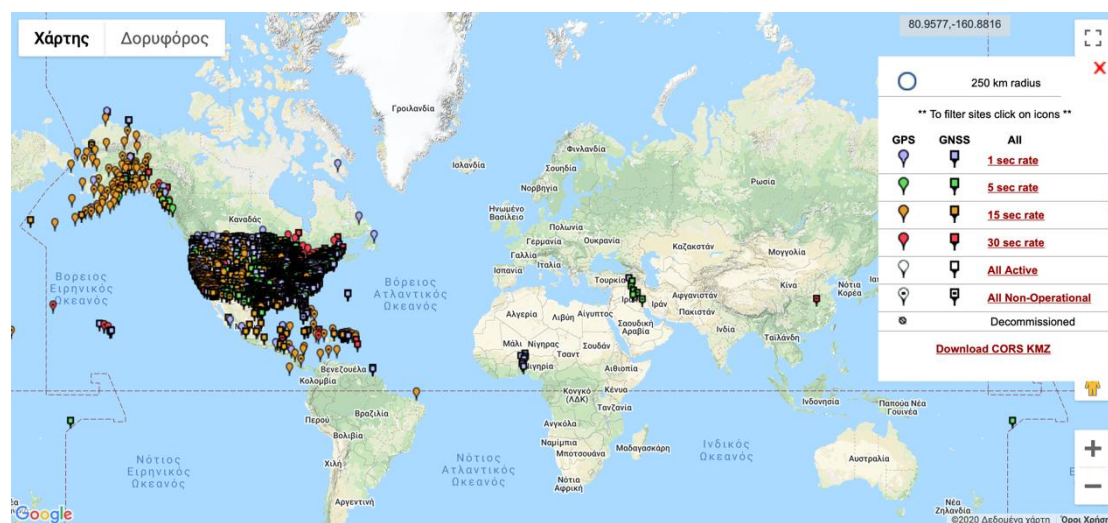 Χάρτης Δορυφόρος
80.9577,-160.8816
250 km radius
** To filter sites click on icons **
GPS GNSS All
1 sec rate
5 sec rate
15 sec rate
30 sec rate
All Active
All Non-Operational
Decommissioned
Download CORS KMZ
Γροιλανδία
Ισλανδία
Φινλανδία
Σουηδία
Νορβηγία
Ρωσία
Ηνωμένο
Βασίλειο
Πολωνία
Γερμανία
Ουκρανία
Γαλλία
Ιταλία
Ισπανία
Τουρκία
Καζακστάν
Μογγολία
Κίνα
Νότια
Κορέα
Ιράκ
Ιράν
Αφγανιστάν
Πακιστάν
Ινδία
Ταϊλάνδη
Σαουδική
Αραβία
Αλγερία
Λιβύη
Αίγυπτος
Μάλι
Νίγηρας
Τσαντ
Σουδάν
Νιγηρία
Αιθιοπία
Κονγκό
(ΛΔΚ)
Κένυα
Τανζανία
Ανγκόλα
Ναμίμπια
Μποτσουάνα
Μαδαγασκάρη
Νότια
Αφρική
Ινδονησία
Παπούα Νέα
Γουινέα
Αυστραλία
Νέα
Ζηλανδία
Καναδάς
Βόρειος
Ειρηνικός
Ωκεανός
Βόρειος
Ατλαντικός
Ωκεανός
Βενεζουέλα
Κολομβία
Περού
Βραζιλία
Βολιβία
Χιλή
Αργεντινή
Νότιος
Ειρηνικός
Ωκεανός
Νότιος
Ατλαντικός
Ωκεανός
Ινδικός
Ωκεανός
Google
©2020 Δεδομένα χάρτη Όροι Χρήσης